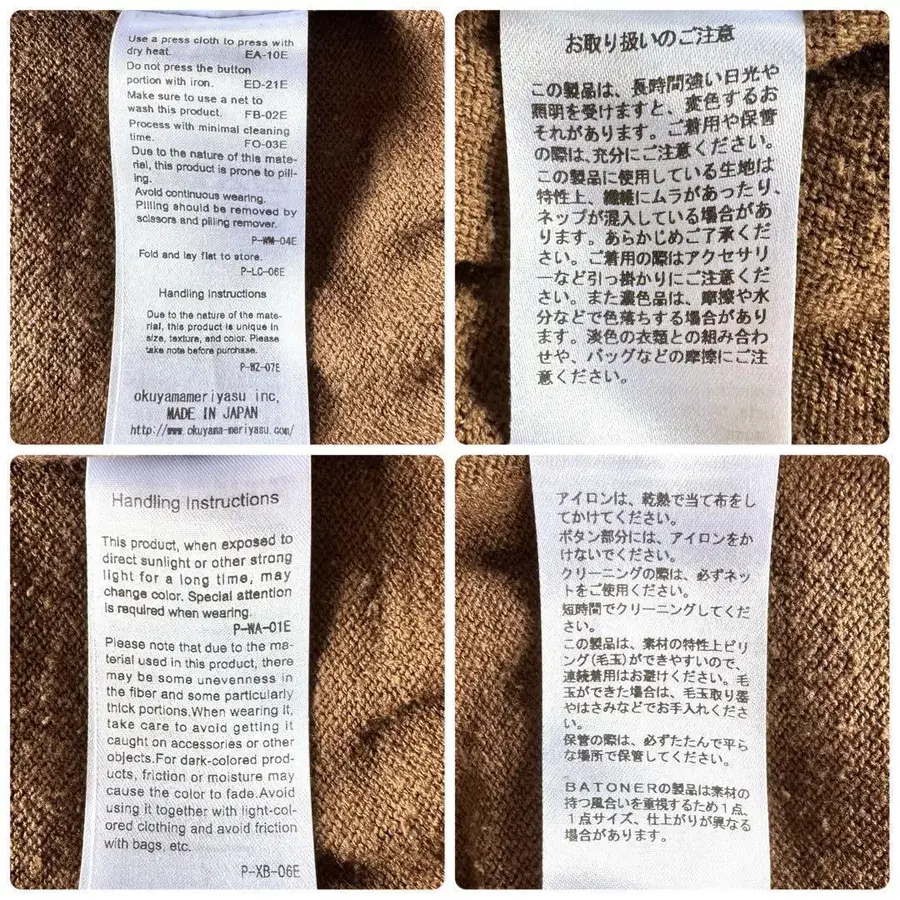 Use a press cloth to press with
dry heat.
EA-10E
Do not press the button
portion with iron.
ED-21E
Make sure to use a net to
wash this product.
FB-02E
Process with minimal cleaning
time.
FO-03E
Due to the nature of this mate-
rial, this product is prone to pill-
ing.
Avoid continuous wearing.
Pilling should be removed by
scissors and pilling remover.
P-WM-04E
Fold and lay flat to store.
P-LC-06E
Handling Instructions
Due to the nature of the mate-
rial, this product is unique in
size, texture, and color. Please
take note before purchase.
P-WZ-07E
okuyamameriyasu inc,
MADE IN JAPAN
http://www.okuyama-meriyasu.com/
お取り扱いのご注意
この製品は、長時間強い日光や
照明を受けますと、変色するお
それがあります。ご着用や保管
の際は、充分にご注意ください。
この製品に使用している生地は
特性上、繊維にムラがあったり、
ネップが混入している場合があ
ります。あらかじめご了承くだ
さい。ご着用の際はアクセサリ
ーなど引っ掛かりにご注意くだ
さい。また濃色品は、摩擦や水
分などで色落ちする場合があり
ます。淡色の衣類との組み合わ
せや、バッグなどの摩擦にご注
意ください。
Handling Instructions
This product, when exposed to
direct sunlight or other strong
light for a long time, may
change color. Special attention
is required when wearing.
P-WA-01E
Please note that due to the ma-
terial used in this product, there
may be some unevenness in
the fiber and some particularly
thick portions.When wearing it,
take care to avoid getting it
caught on accessories or other
objects.For dark-colored prod-
ucts, friction or moisture may
cause the color to fade.Avoid
using it together with light-col-
ored clothing and avoid friction
with bags, etc.
P-XB-06E
アイロンは、乾熱で当て布をし
てかけてください。
ボタン部分には、アイロンをか
けないでください。
クリーニングの際は、必ずネッ
トをご使用ください。
短時間でクリーニングしてくだ
さい。
この製品は、素材の特性上ピリ
ング(毛玉)ができやすいので、
連続着用はお避けください。毛
玉ができた場合は、毛玉取り器
やはさみなどでお手入れくださ
い。
保管の際は、必ずたたんで平ら
な場所で保管してください。
BATONERの製品は素材の
持つ風合いを重視するため1点、
1点サイズ、仕上がりが異なる
場合があります。